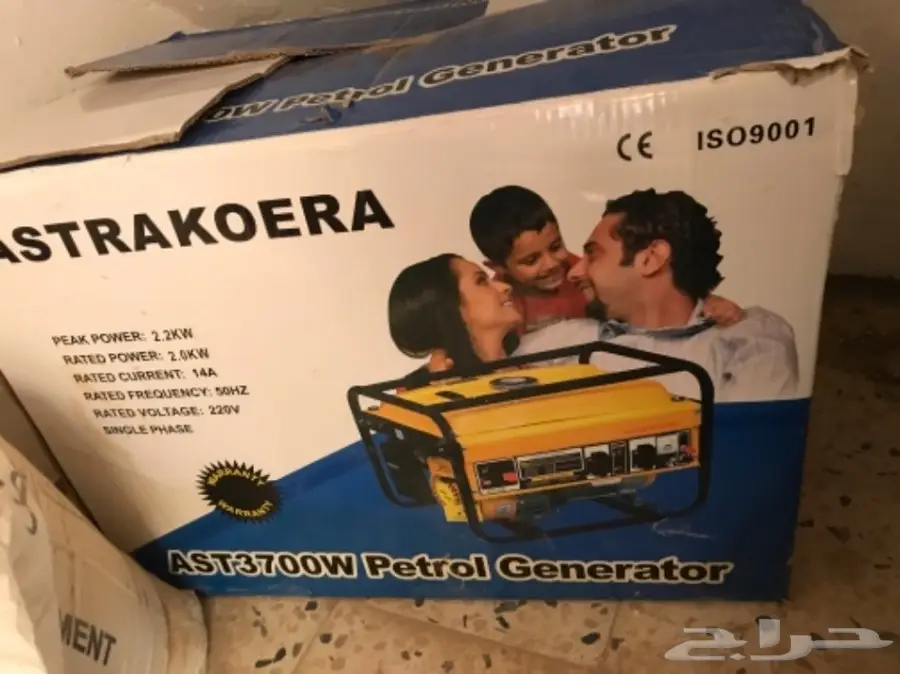 0W Petrol Generator
CE ISO9001
ASTRAKOERA
PEAK POWER: 2.2KW
RATED POWER: 2.0KW
RATED CURRENT: 14A
RATED FREQUENCY: 50HZ
RATED VOLTAGE: 220V
SINGLE PHASE
WARRANTY
WARRANTY
AST3700W Petrol Generator
MENT
حراج